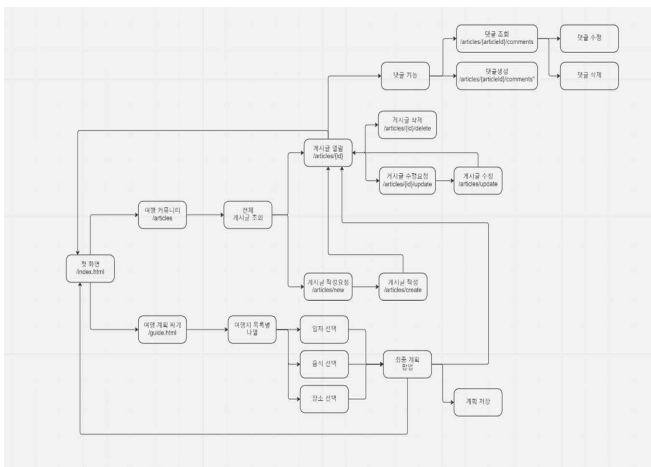 댓글 조회
/articles/{articleId}/comments
댓글 수정
댓글 기능
댓글생성
/articles/{articleId}/comments"
댓글 삭제
게시글 삭제
/articles/{id}/delete
게시글 열람
/articles/{id}
게시글 수정요청
/articles/{id}/update
게시글 수정
/articles/update
여행 커뮤니티
/articles
전체
게시글 조회
첫 화면
/index.html
게시글 작성요청
/articles/new
게시글 작성
/articles/create
여행 계획 짜기
/guide.html
여행지 목록별
나열
일자 선택
음식 선택
최종 계획
장소 선택
계획 저장